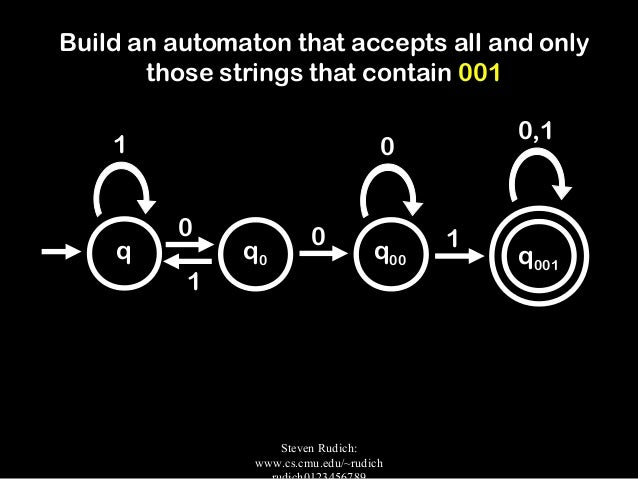 Build an automaton that accepts all and only
those strings that contain 001
1
0
0,1
0
0
1
q
q0
q00
q001
1
Steven Rudich:
www.cs.cmu.edu/~rudich
rudich0123456789